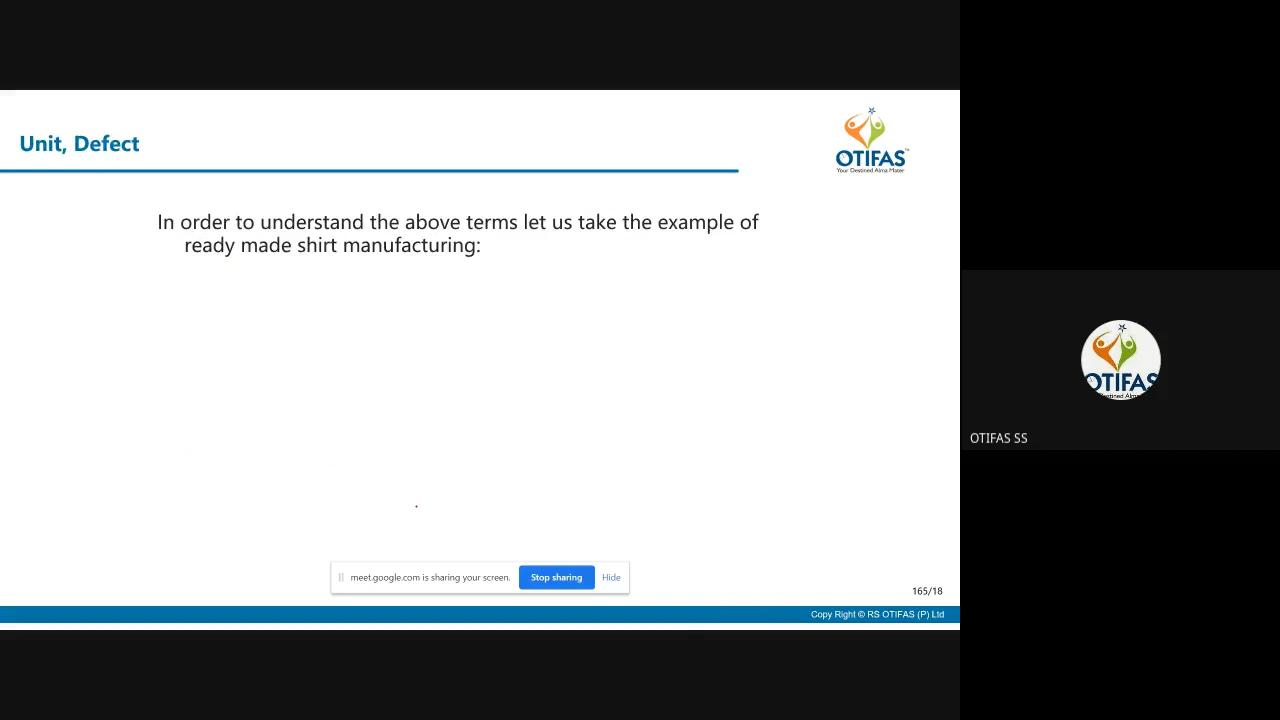 Unit, Defect
OTIFAS™
Your Destined Alma Mater
In order to understand the above terms let us take the example of
ready made shirt manufacturing:
OTIFAS
OTIFAS SS
meet.google.com is sharing your screen.
Stop sharing
Hide
165/18
Copy Right © RS OTIFAS (P) Ltd